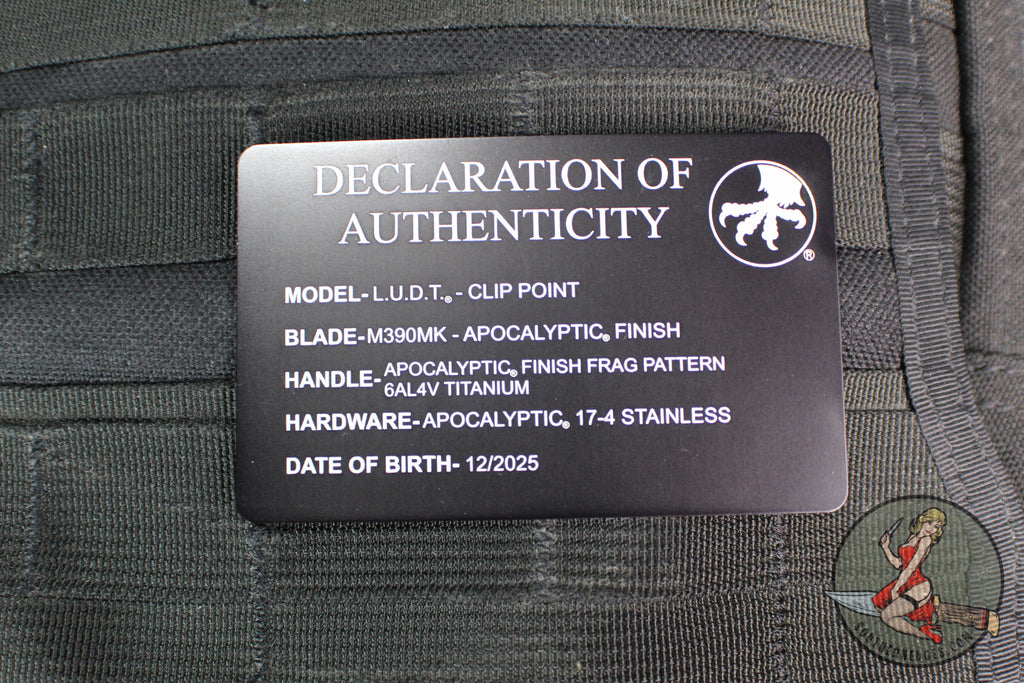 DECLARATION OF
AUTHENTICITY
®
MODEL- L.U.D.T.® - CLIP POINT
BLADE-M390MK - APOCALYPTIC® FINISH
HANDLE- APOCALYPTIC® FINISH FRAG PATTERN
6AL4V TITANIUM
HARDWARE- APOCALYPTIC® 17-4 STAINLESS
DATE OF BIRTH- 12/2025